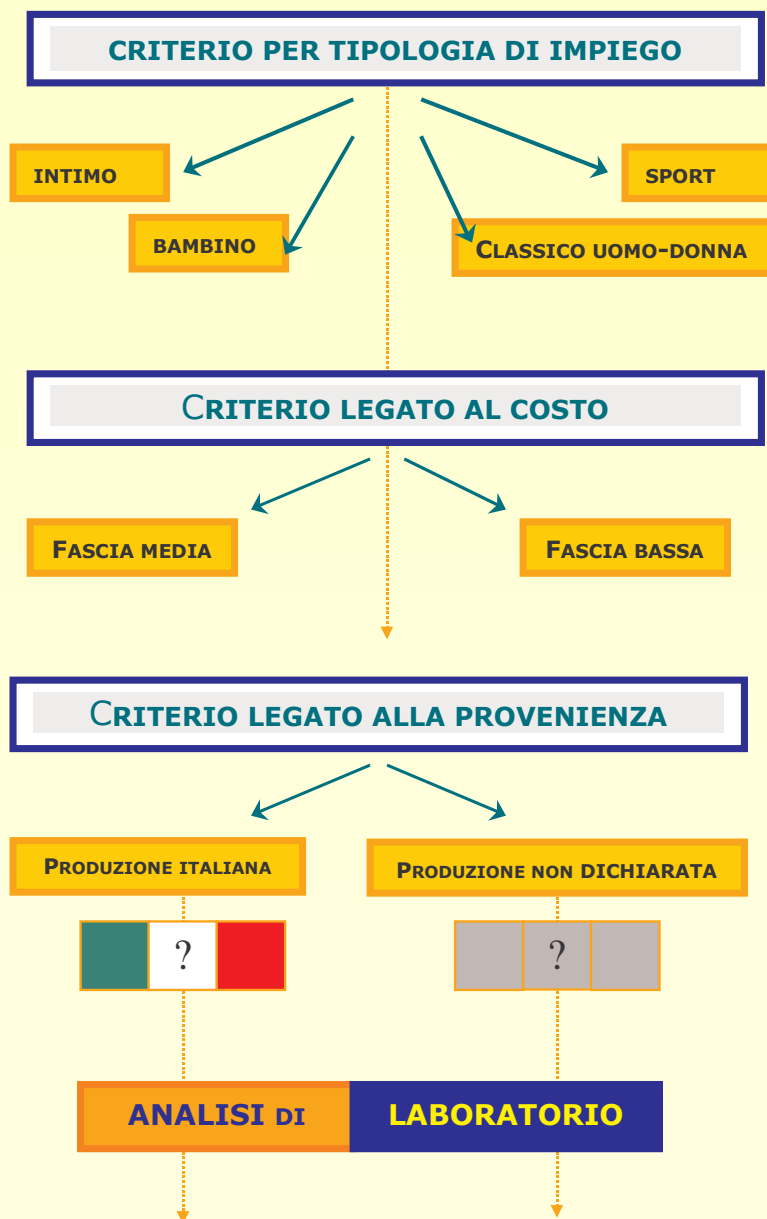 CRITERIO PER TIPOLOGIA DI IMPIEGO
INTIMO
SPORT
BAMBINO
CLASSICO UOMO-DONNA
CRITERIO LEGATO AL COSTO
FASCIA MEDIA
FASCIA BASSA
CRITERIO LEGATO ALLA PROVENIENZA
PRODUZIONE ITALIANA
PRODUZIONE NON DICHIARATA
?
?
ANALISI DI LABORATORIO